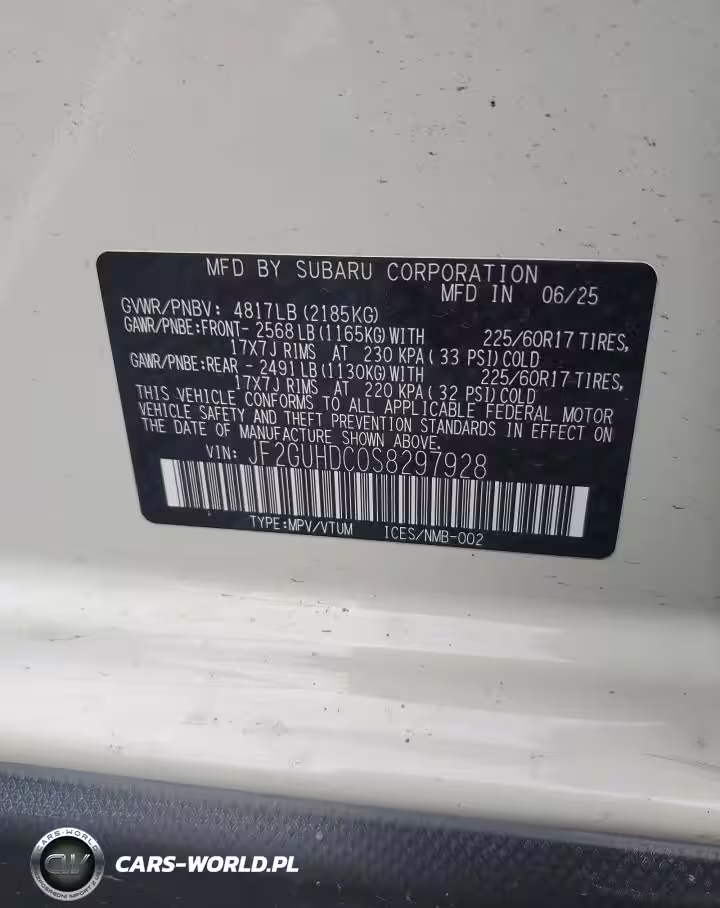 MFD BY SUBARU CORPORATION
MFD IN 06/25
GVWR/PNBV: 4817LB(2185KG)
GAWR/PNBE:FRONT- 2568LB(1165KG)WITH 225/60R17 TIRES,
17X7J RIMS AT 230 KPA(33 PSI)COLD
GAWR/PNBE:REAR - 2491LB(1130KG)WITH 225/60R17 TIRES,
17X7J RIMS AT 220 KPA(32 PSI)COLD
THIS VEHICLE CONFORMS TO ALL APPLICABLE FEDERAL MOTOR
VEHICLE SAFETY AND THEFT PREVENTION STANDARDS IN EFFECT ON
THE DATE OF MANUFACTURE SHOWN ABOVE.
VIN: JF2GUHDC0S8297928
TYPE:MPV/VTUM ICES/NMB-002
CARS-WORLD
CW
CARS-WORLD.PL